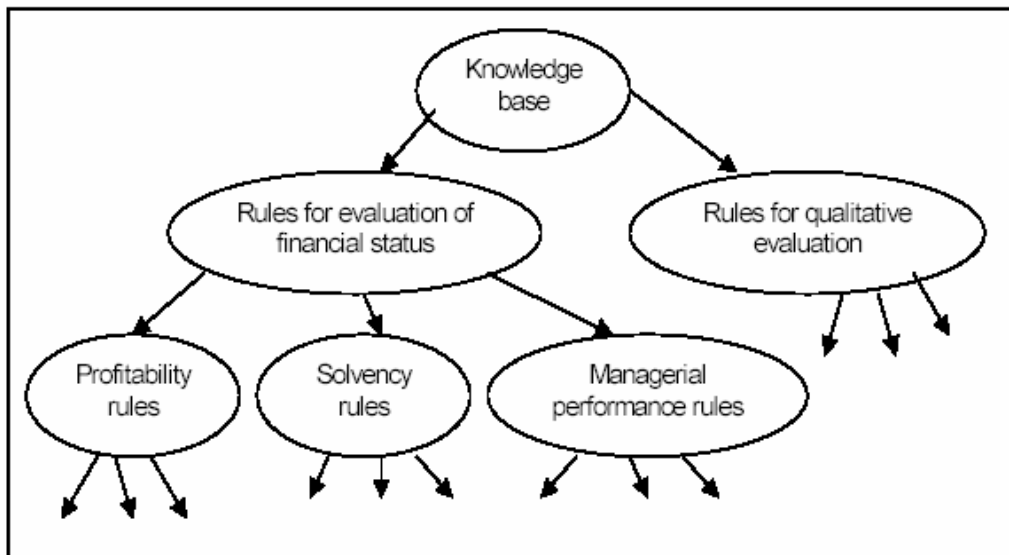 Knowledge
base
Rules for evaluation of
financial status
Rules for qualitative
evaluation
Profitability
rules
Solvency
rules
Managerial
performance rules